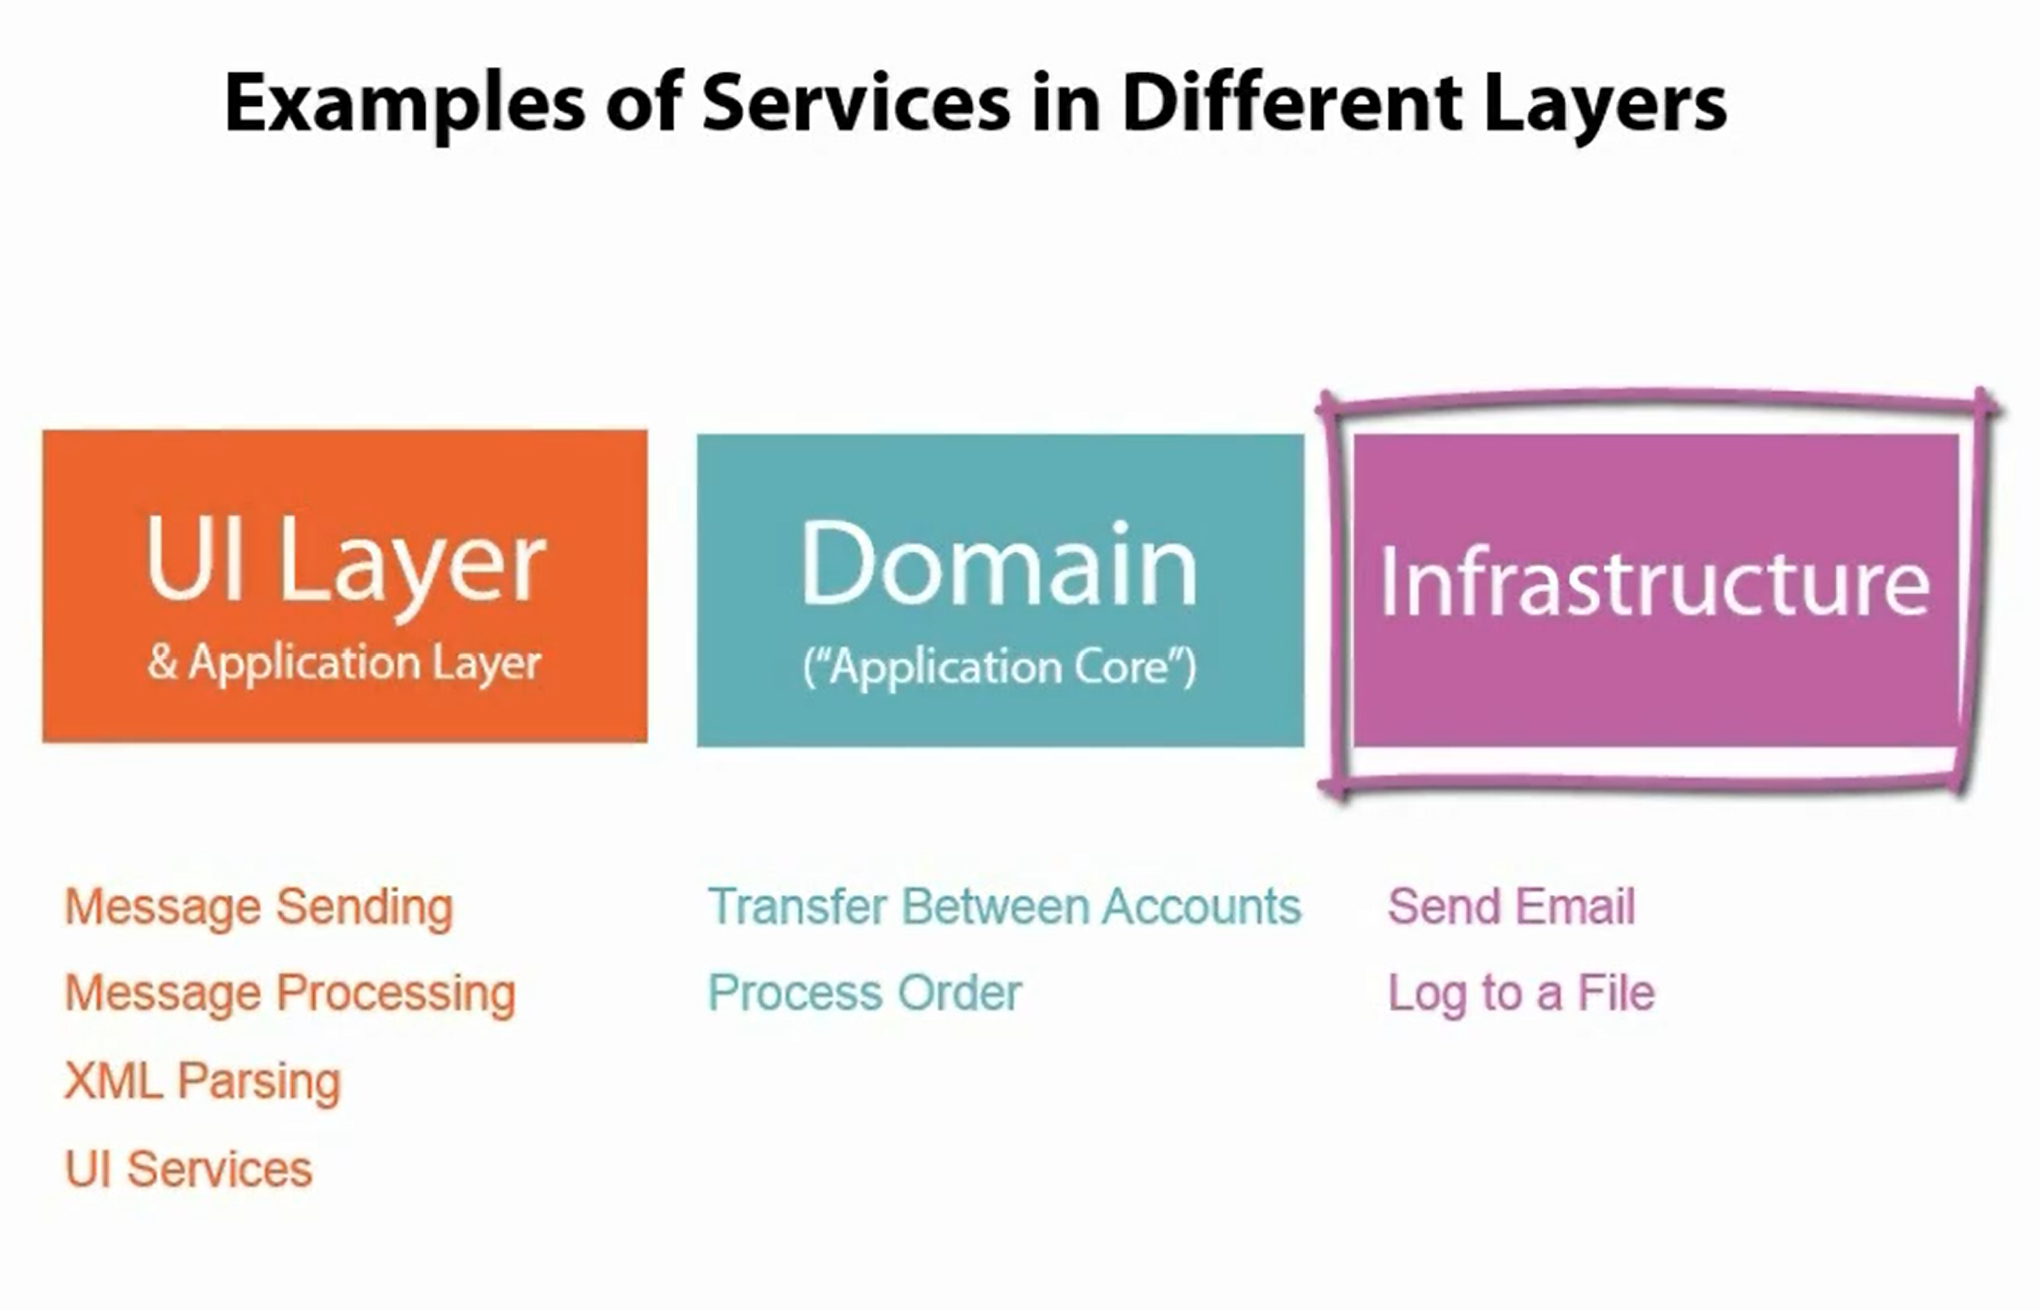 Examples of Services in Different Layers
UI Layer
& Application Layer
Message Sending
Message Processing
XML Parsing
UI Services
Domain
(“Application Core”)
Transfer Between Accounts
Process Order
Infrastructure
Send Email
Log to a File